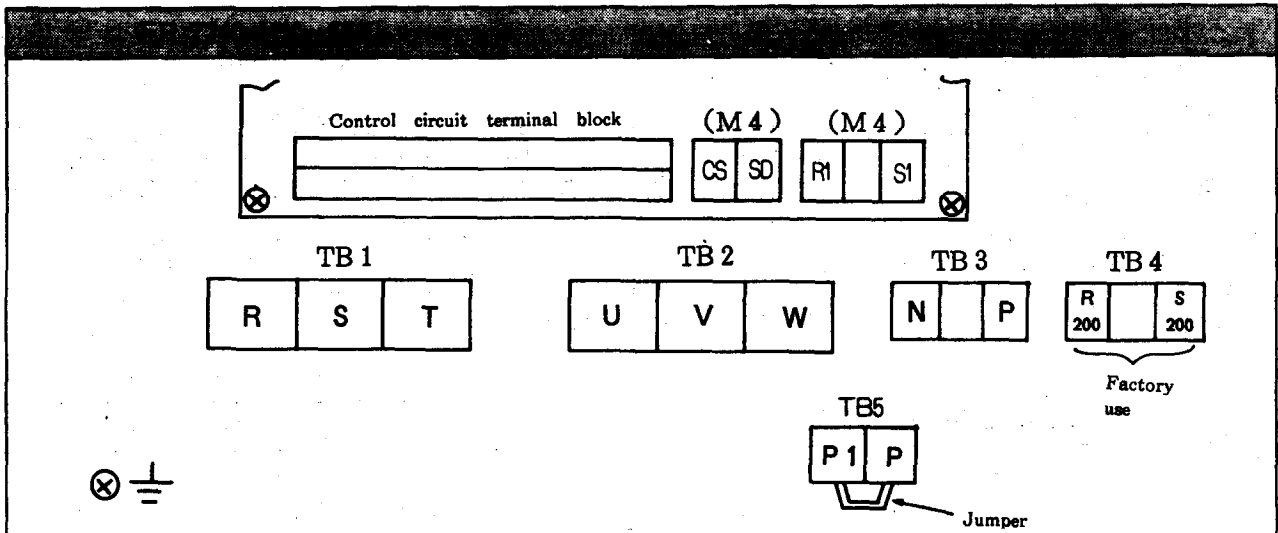 Control circuit terminal block
(M4) (M4)
CS SD R1 S1
TB1 TB2 TB3 TB4
R S T U V W N P R 200 S 200
Factory
use
TB5
P1 P
Jumper